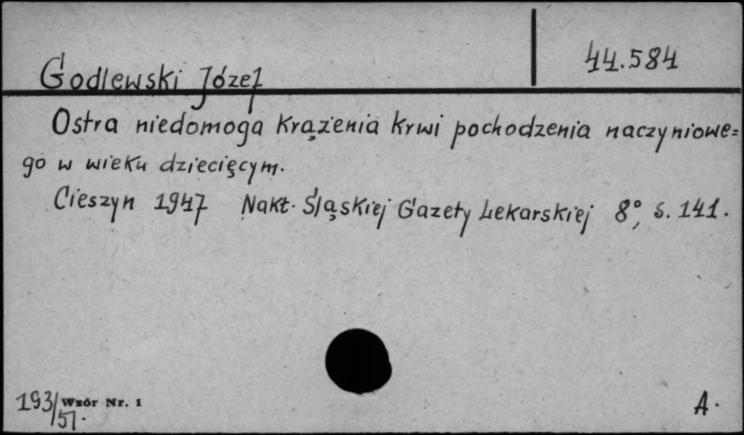 Godlewski Józef
44.584
Ostra niedomoga krążenia krwi pochodzenia naczyniowe=
go w wieku dziecięcym.
Cieszyn 1947 Nakł. Śląskiej Gazety Lekarskiej 8°, s. 141.
193/51. Wzór Nr. 1
A.